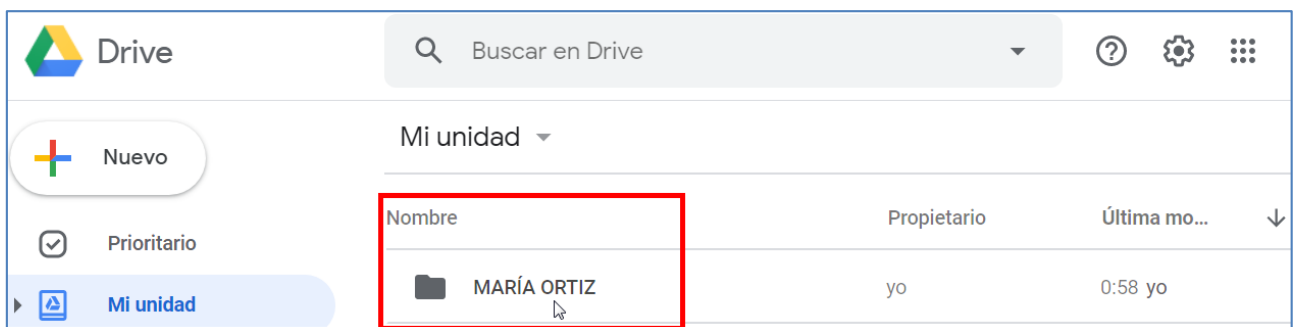 Drive
Buscar en Drive
Nuevo
Mi unidad
Nombre Propietario Última mo...
Prioritario
MARÍA ORTIZ yo 0:58 yo
Mi unidad